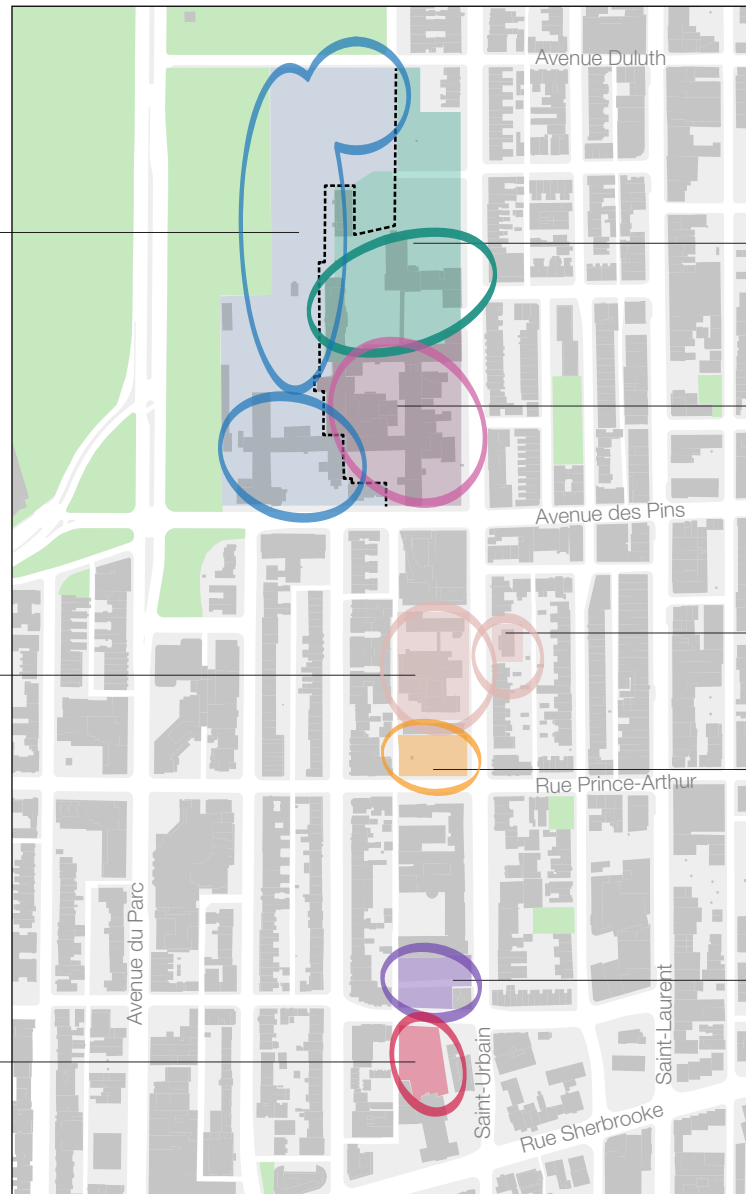 Avenue Duluth
Avenue des Pins
Rue Prince-Arthur
Avenue du Parc
Saint-Laurent
Saint-Urbain
Rue Sherbrooke